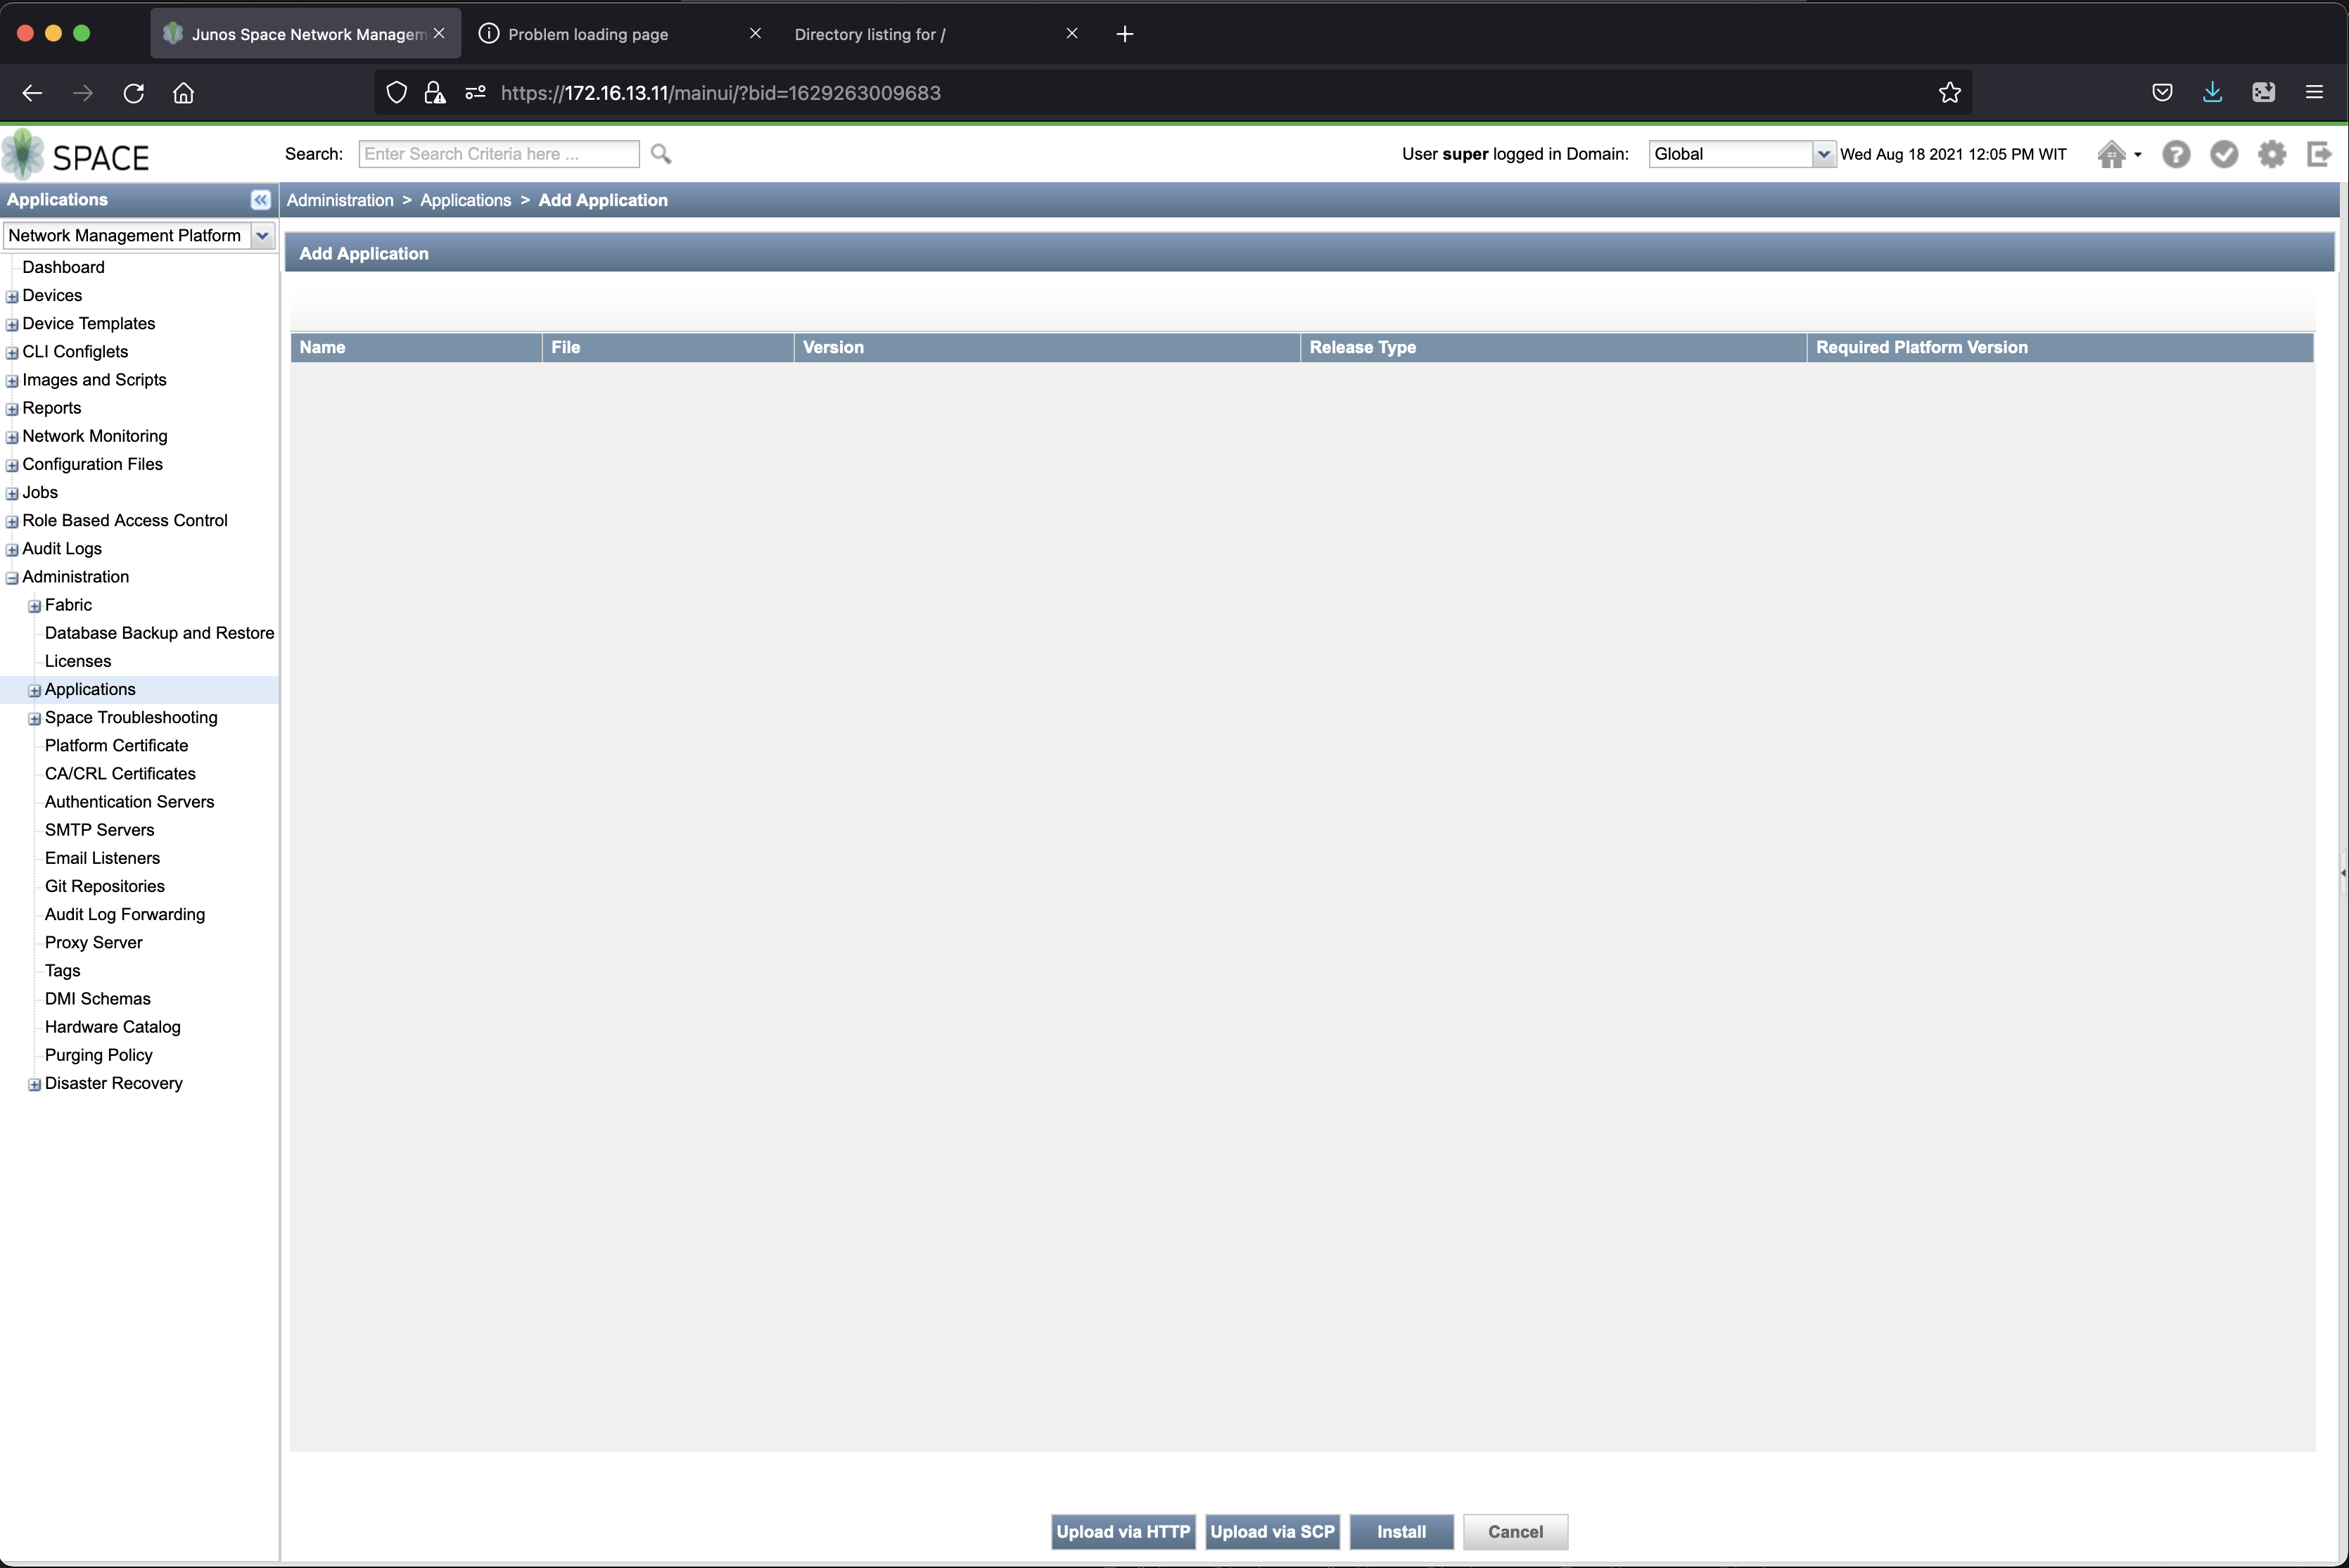 Junos Space Network Managem
Problem loading page
Directory listing for /
https://172.16.13.11/mainui/?bid=1629263009683
SPACE
Search:
Enter Search Criteria here ...
User super logged in Domain:
Global
Wed Aug 18 2021 12:05 PM WIT
Applications
Administration > Applications > Add Application
Network Management Platform
Add Application
Dashboard
Devices
Device Templates
CLI Configlets
Images and Scripts
Reports
Network Monitoring
Configuration Files
Jobs
Role Based Access Control
Audit Logs
Administration
Fabric
Database Backup and Restore
Licenses
Applications
Space Troubleshooting
Platform Certificate
CA/CRL Certificates
Authentication Servers
SMTP Servers
Email Listeners
Git Repositories
Audit Log Forwarding
Proxy Server
Tags
DMI Schemas
Hardware Catalog
Purging Policy
Disaster Recovery
Name
File
Version
Release Type
Required Platform Version
Upload via HTTP
Upload via SCP
Install
Cancel